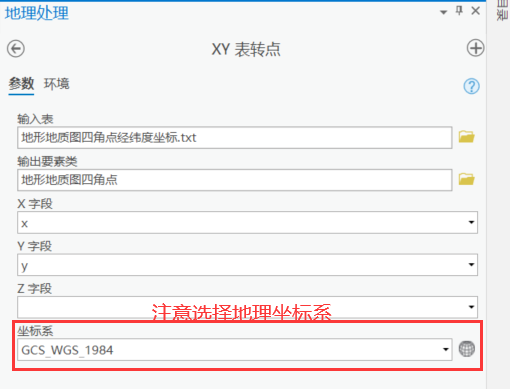 地理处理
XY 表转点
参数 环境
输入表
地形地质图四角点经纬度坐标.txt
输出要素类
地形地质图四角点
X 字段
x
Y 字段
y
Z 字段
注意选择地理坐标系
坐标系
GCS_WGS_1984
目录